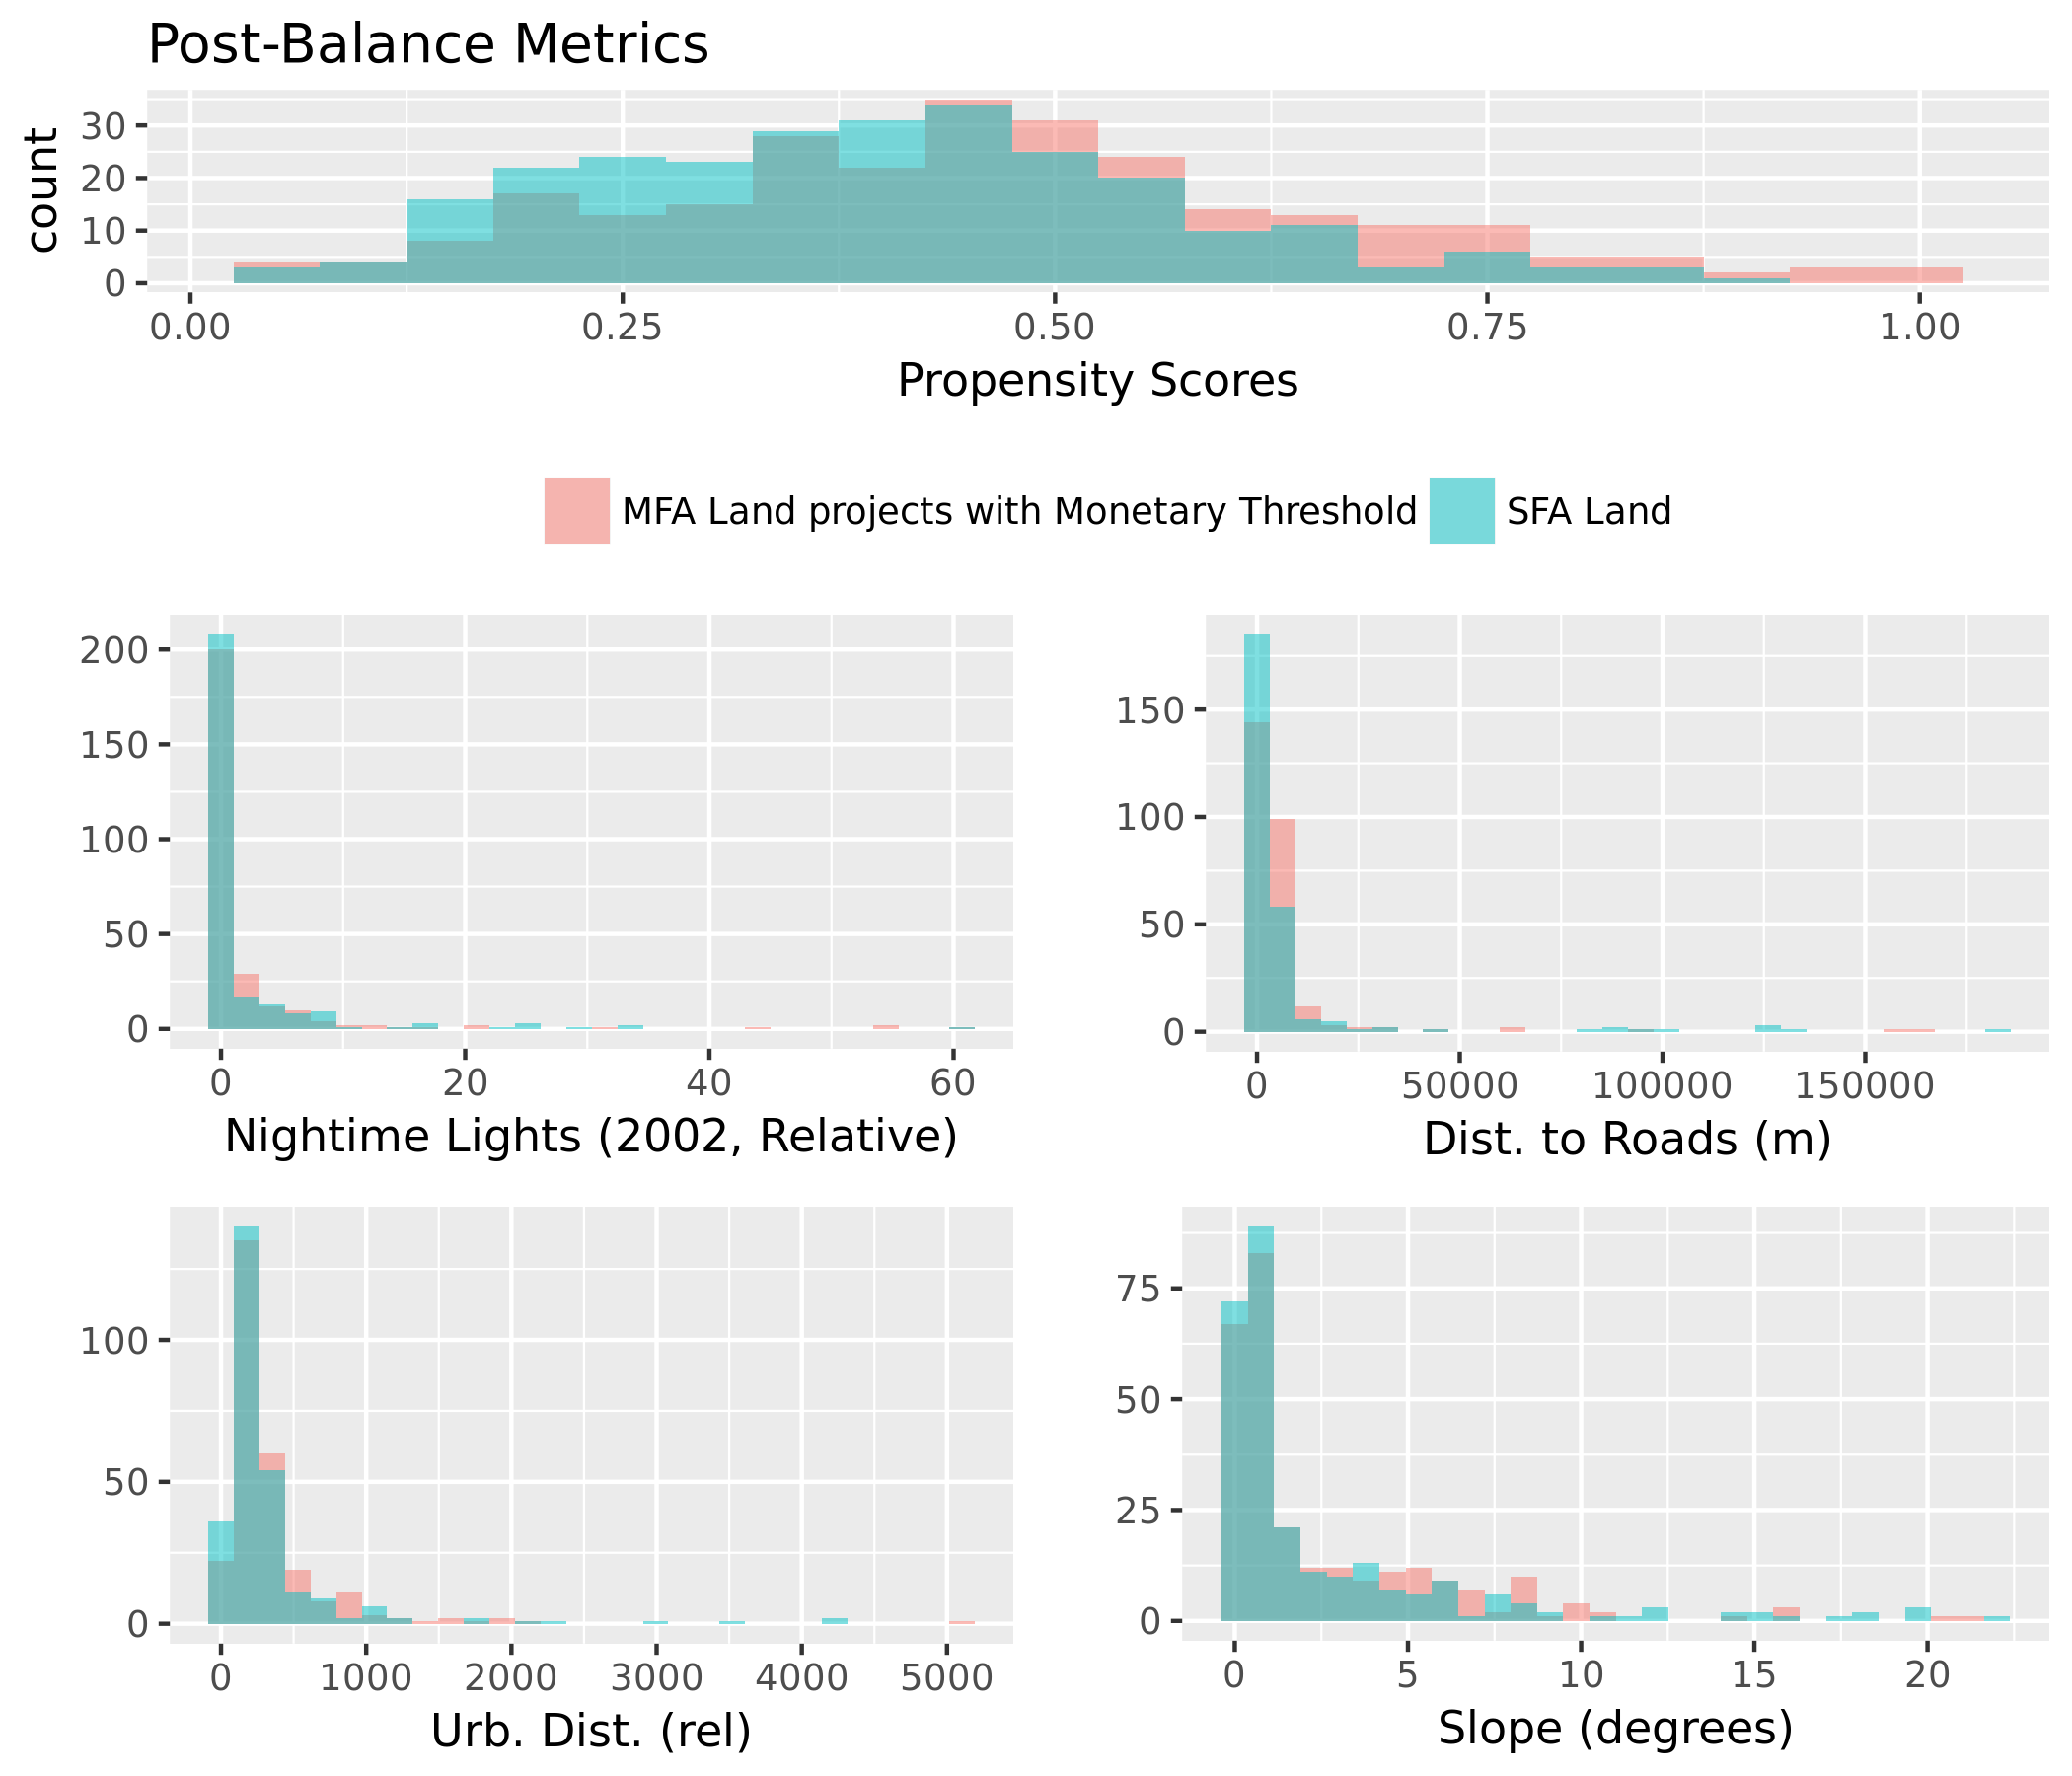 Post-Balance Metrics
count
30
20
10
0
0.00 0.25 0.50 0.75 1.00
Propensity Scores
MFA Land projects with Monetary Threshold SFA Land
200
150
100
50
0
0 20 40 60
Nightime Lights (2002, Relative)
150
100
50
0
0 50000 100000 150000
Dist. to Roads (m)
100
50
0
0 1000 2000 3000 4000 5000
Urb. Dist. (rel)
75
50
25
0
0 5 10 15 20
Slope (degrees)